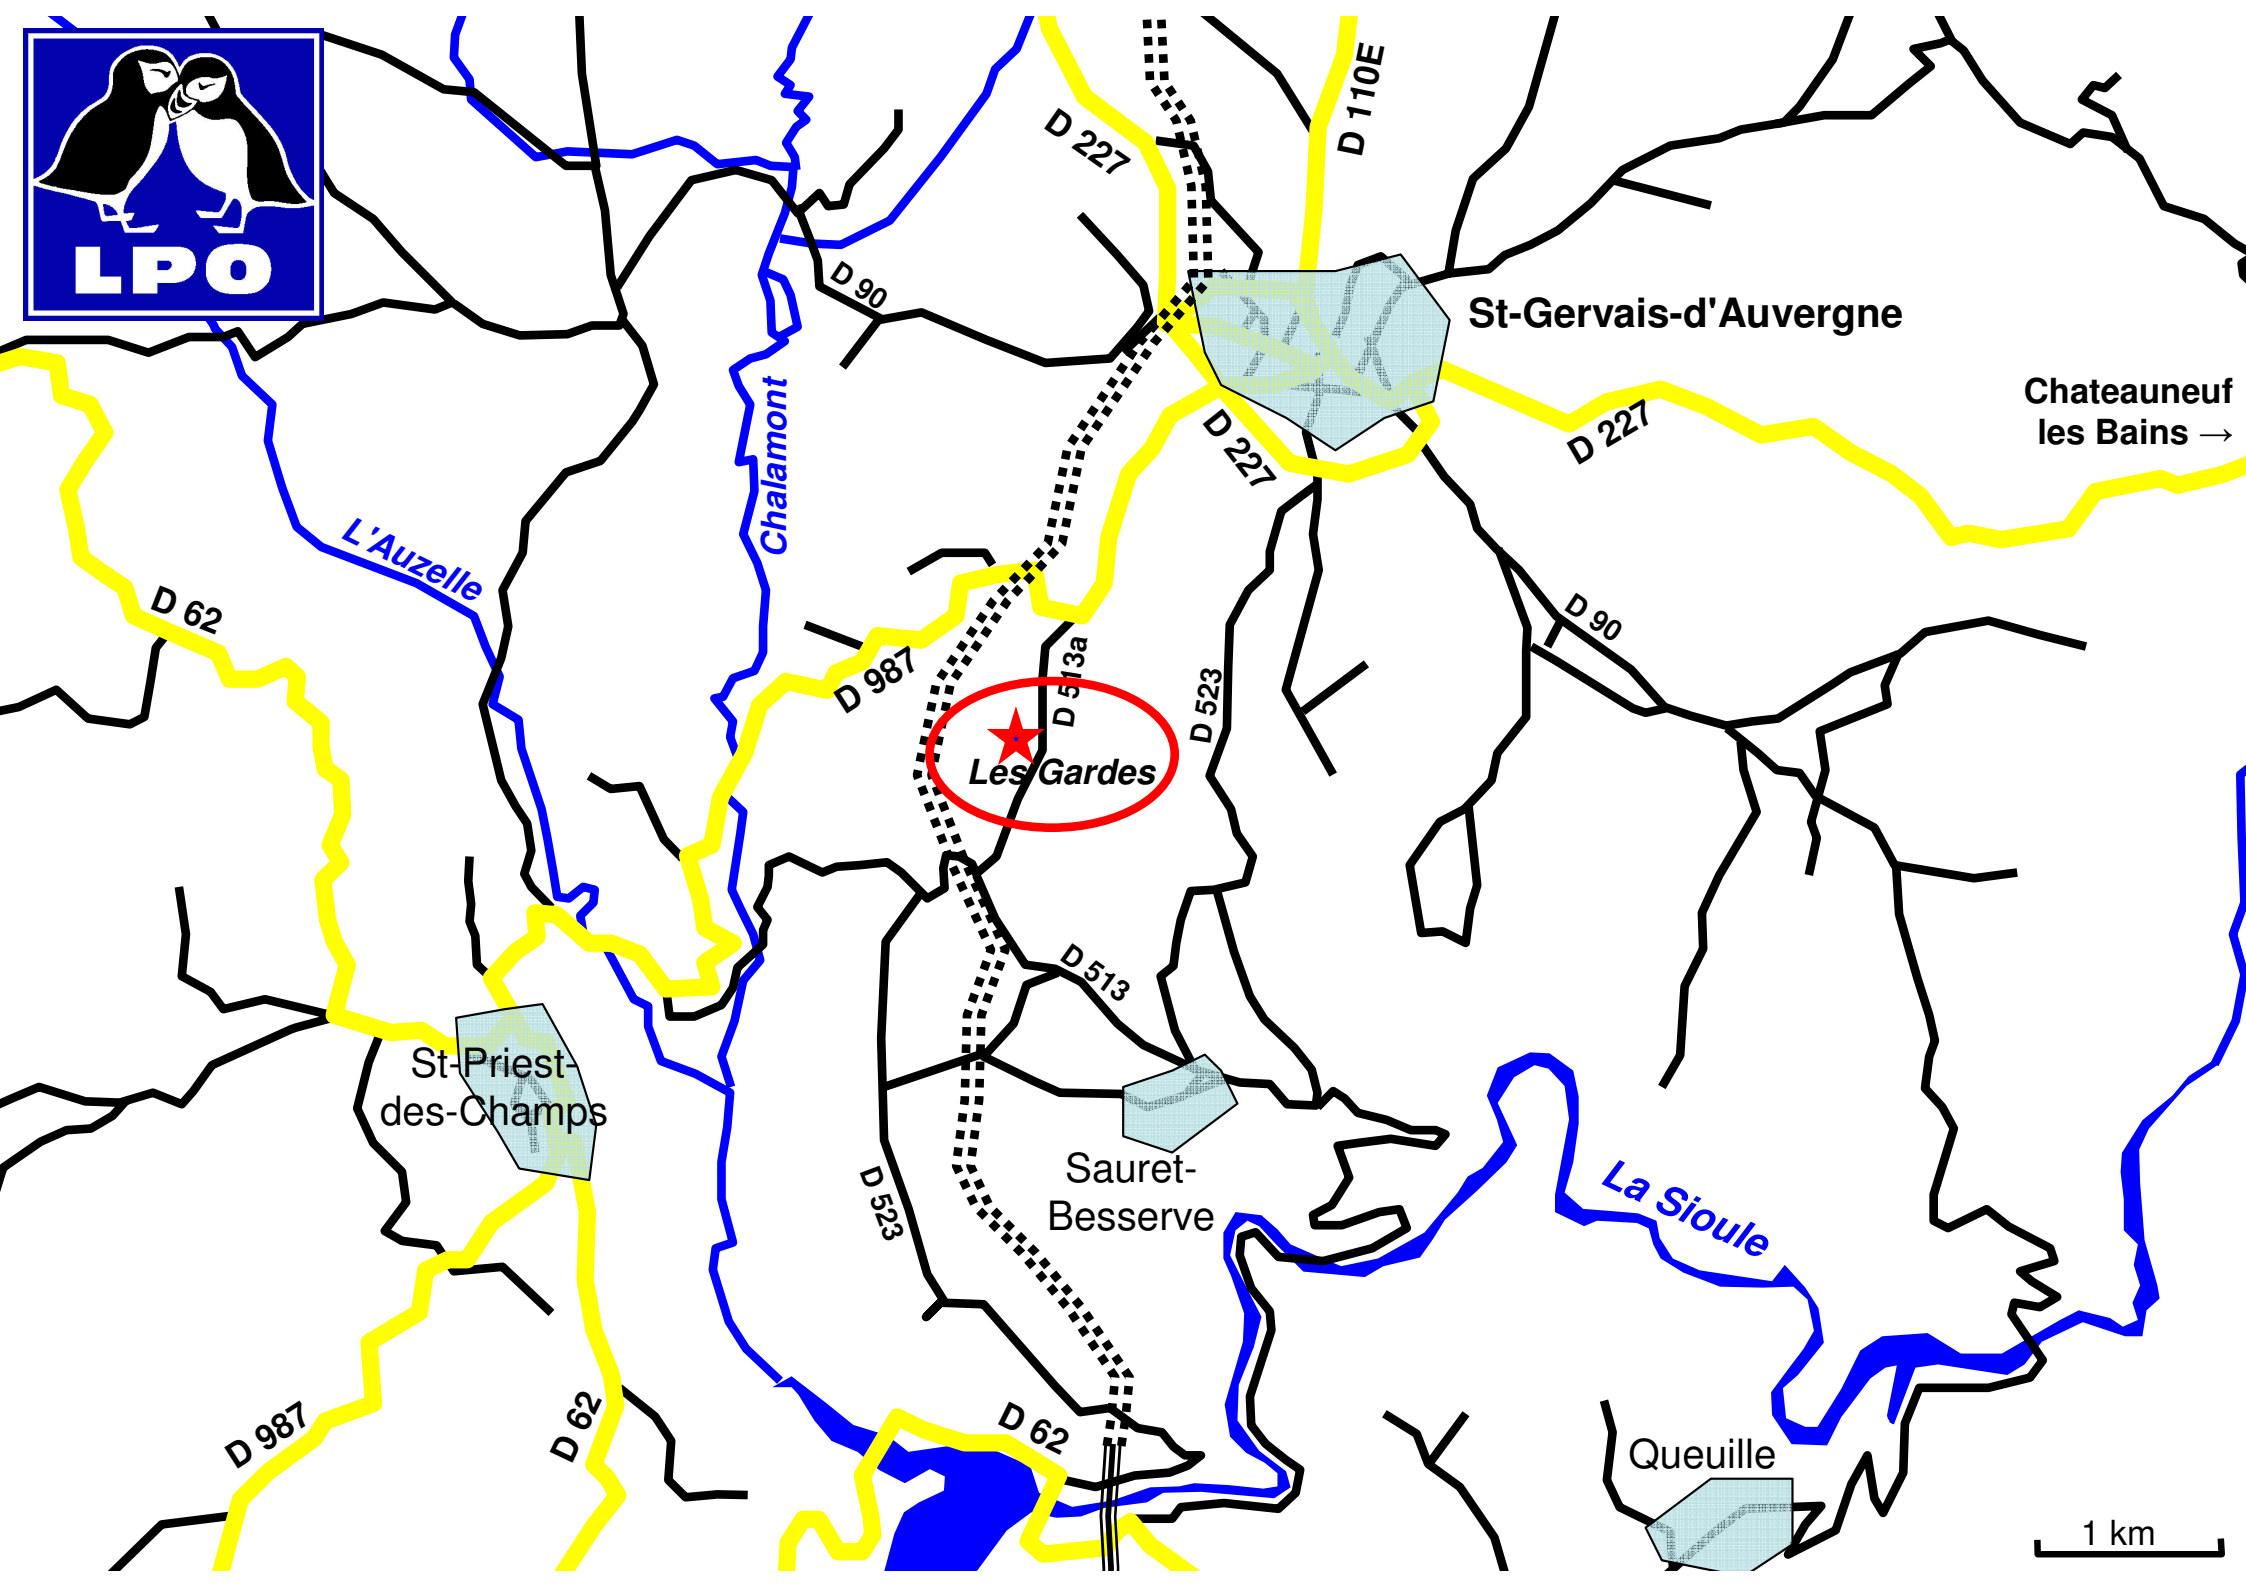 LPO
D 227
D 110E
D 90
St-Gervais-d'Auvergne
Chateauneuf
les Bains →
D 227
D 227
Chalamont
L'Auzelle
D 62
D 90
D 987
D 513a
D 523
Les Gardes
D 513
St-Priest-
des-Champs
Sauret-
Besserve
D 523
La Sioule
D 987
D 62
D 62
Queuille
1 km